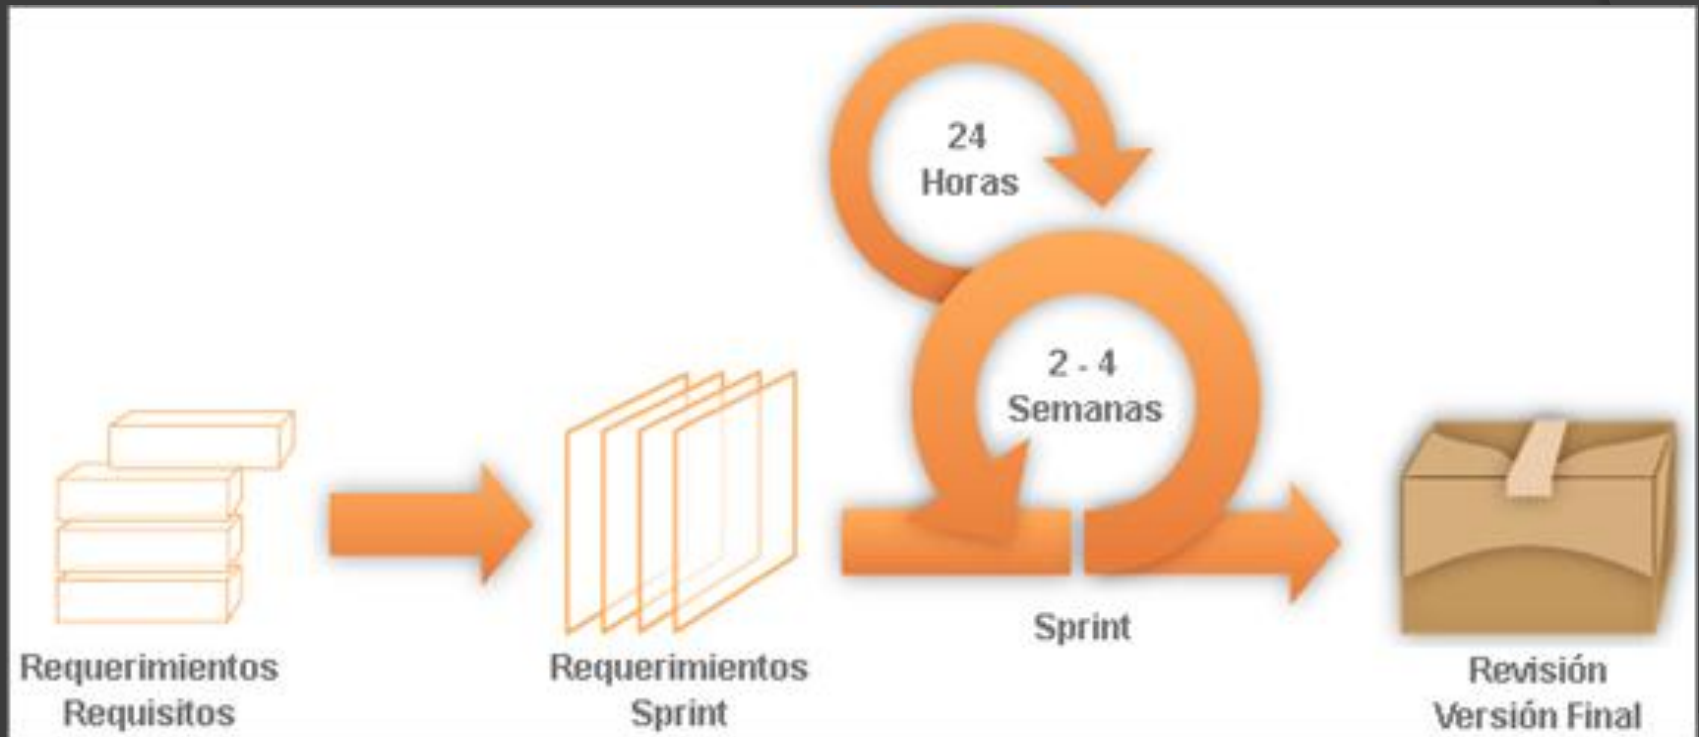 24
Horas
2 - 4
Semanas
Sprint
Requerimientos
Requisitos
Requerimientos
Sprint
Revisión
Versión Final